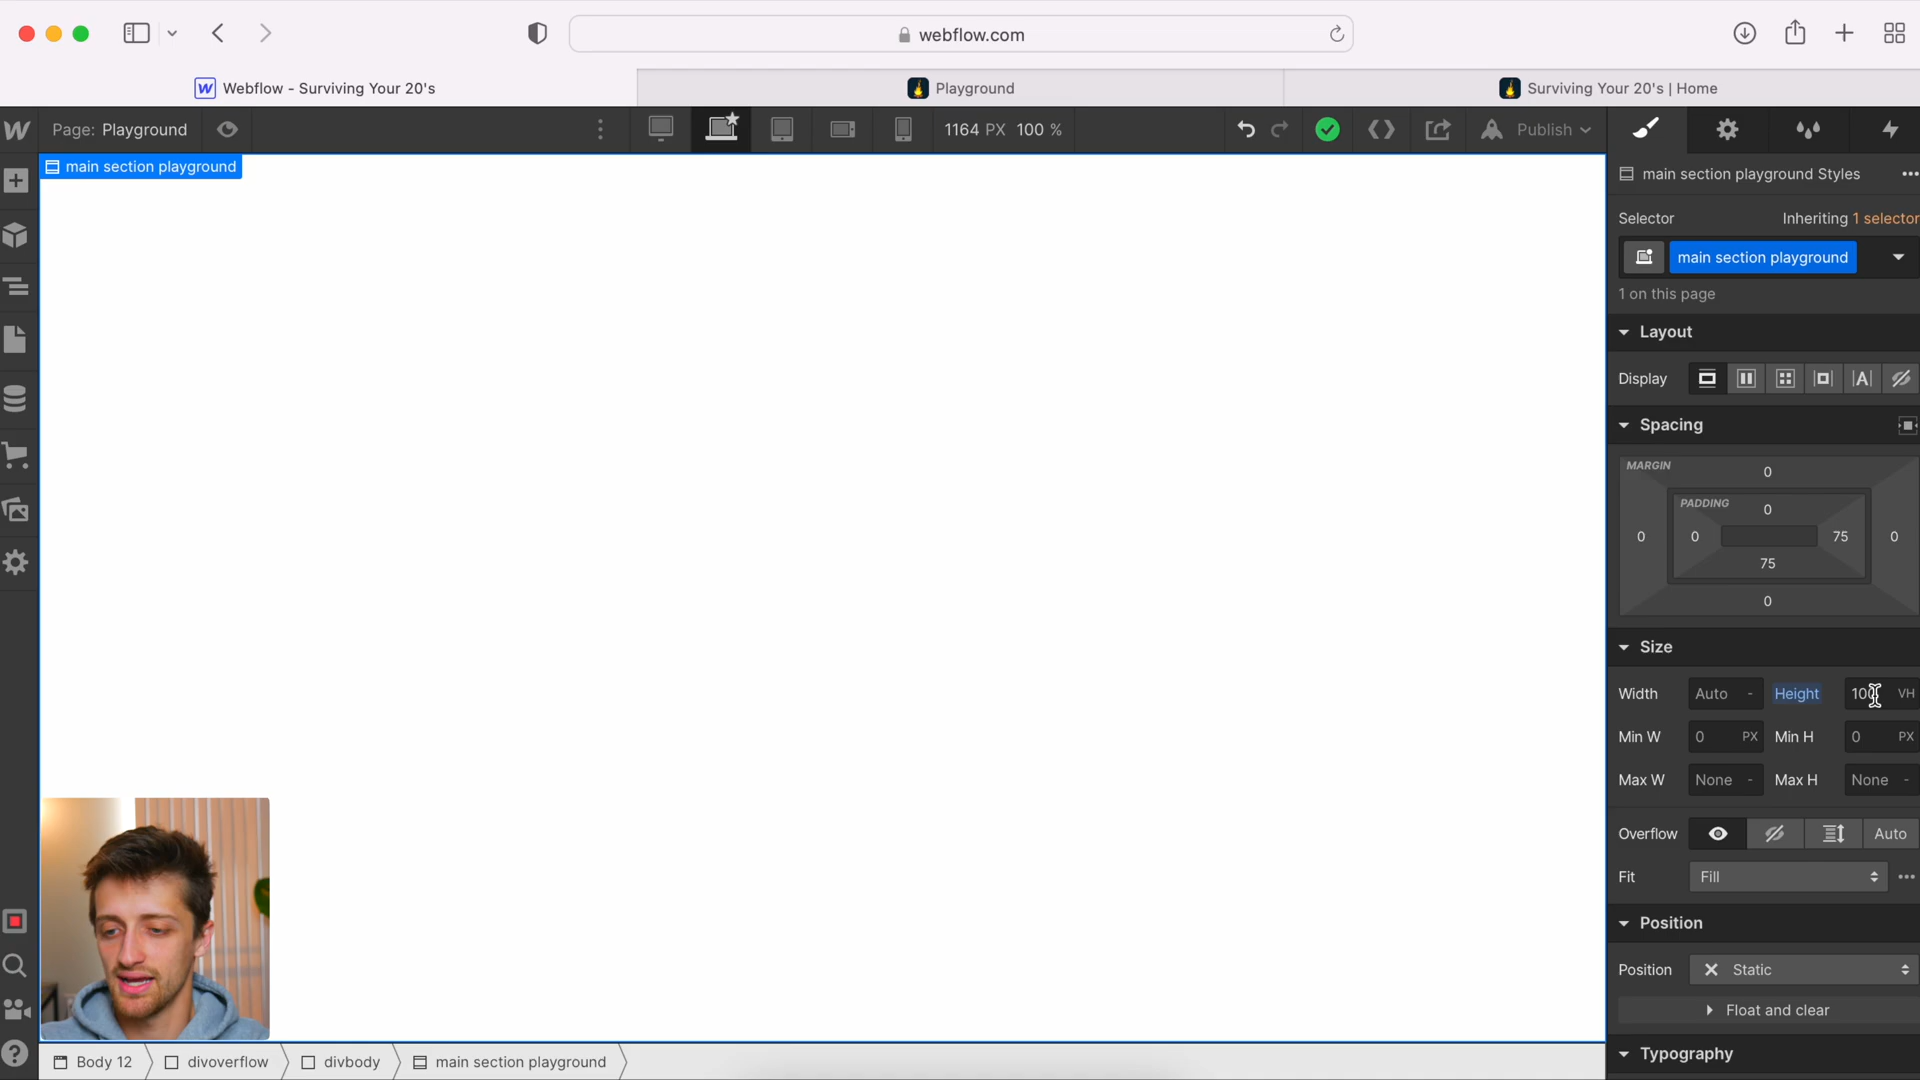 webflow.com
Webflow - Surviving Your 20's
Playground
Surviving Your 20's | Home
Page: Playground
1164 PX 100 %
Publish
main section playground
main section playground Styles
Selector
Inheriting 1 selector
main section playground
1 on this page
Layout
Display
Spacing
MARGIN
0
PADDING
0
0 0 75 0
75
0
Size
Width Auto - Height 100 VH
Min W 0 PX Min H 0 PX
Max W None - Max H None -
Overflow Auto
Fit Fill
Position
Position Static
Float and clear
Typography
Body 12 divoverflow divbody main section playground